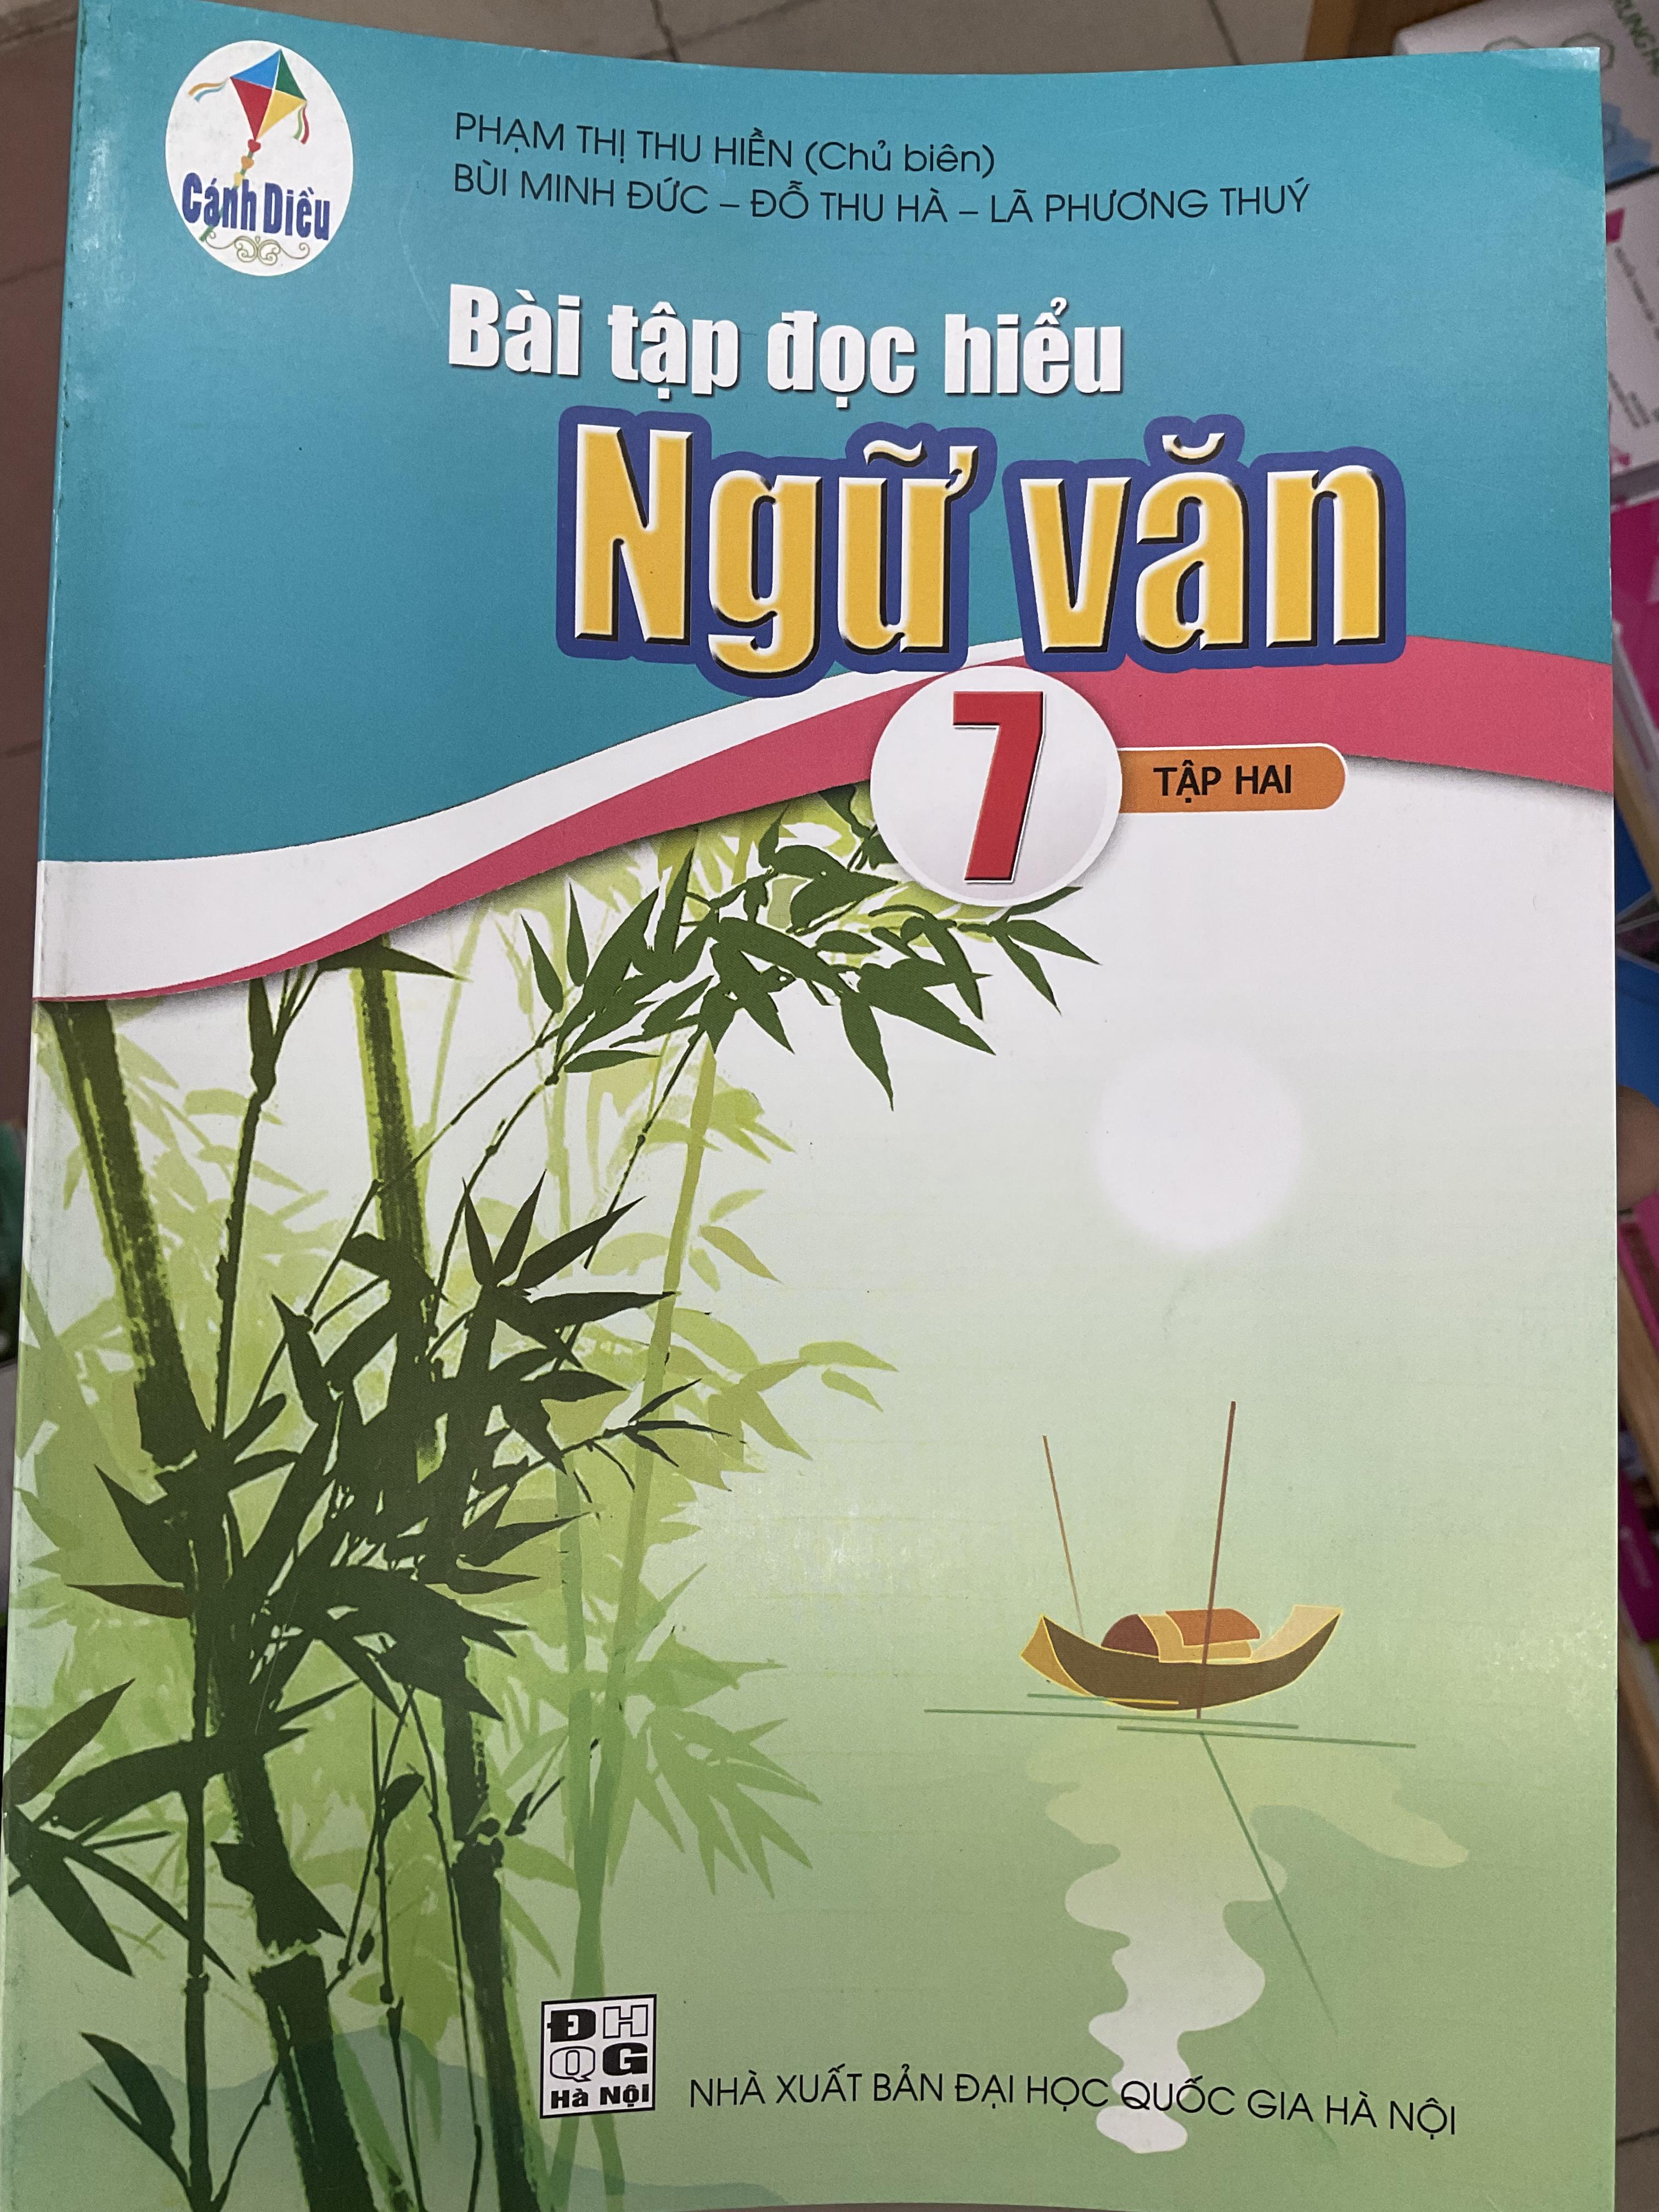 Cánh Diều
PHẠM THỊ THU HIỀN (Chủ biên)
BÙI MINH ĐỨC – ĐỖ THU HÀ – LÃ PHƯƠNG THUÝ
Bài tập đọc hiểu
Ngữ văn
7
TẬP HAI
ĐH
QG
Hà Nội
NHÀ XUẤT BẢN ĐẠI HỌC QUỐC GIA HÀ NỘI